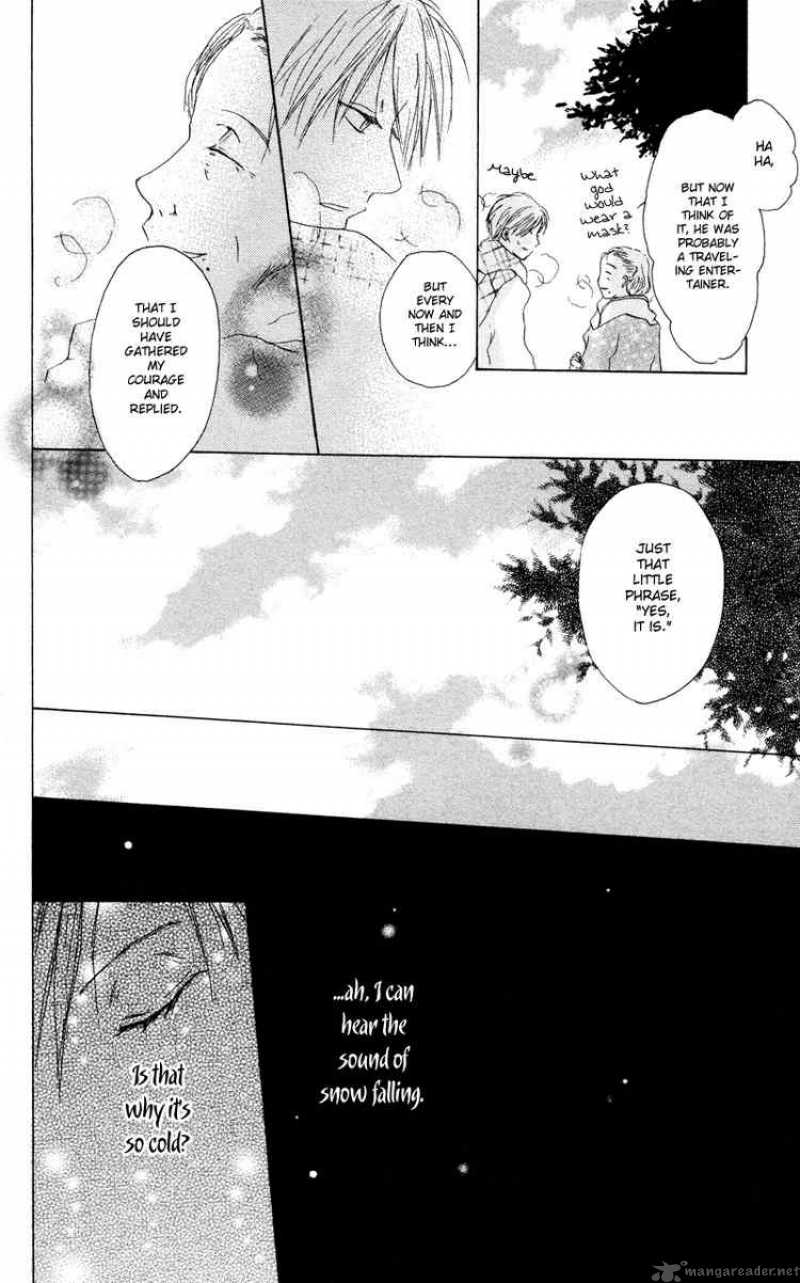 HA
HA,
BUT NOW
THAT I
THINK OF
IT, HE WAS
PROBABLY
A TRAVEL-
ING ENTER-
TAINER.
what
god
would
wear a
mask?
Maybe
BUT
EVERY
NOW AND
THEN I
THINK...
THAT I
SHOULD
HAVE
GATHERED
MY
COURAGE
AND
REPLIED.
JUST
THAT
LITTLE
PHRASE,
"YES,
IT IS."
...ah, I can
hear the
sound of
snow falling.
Is that
why it's
so cold?
mangareader.net